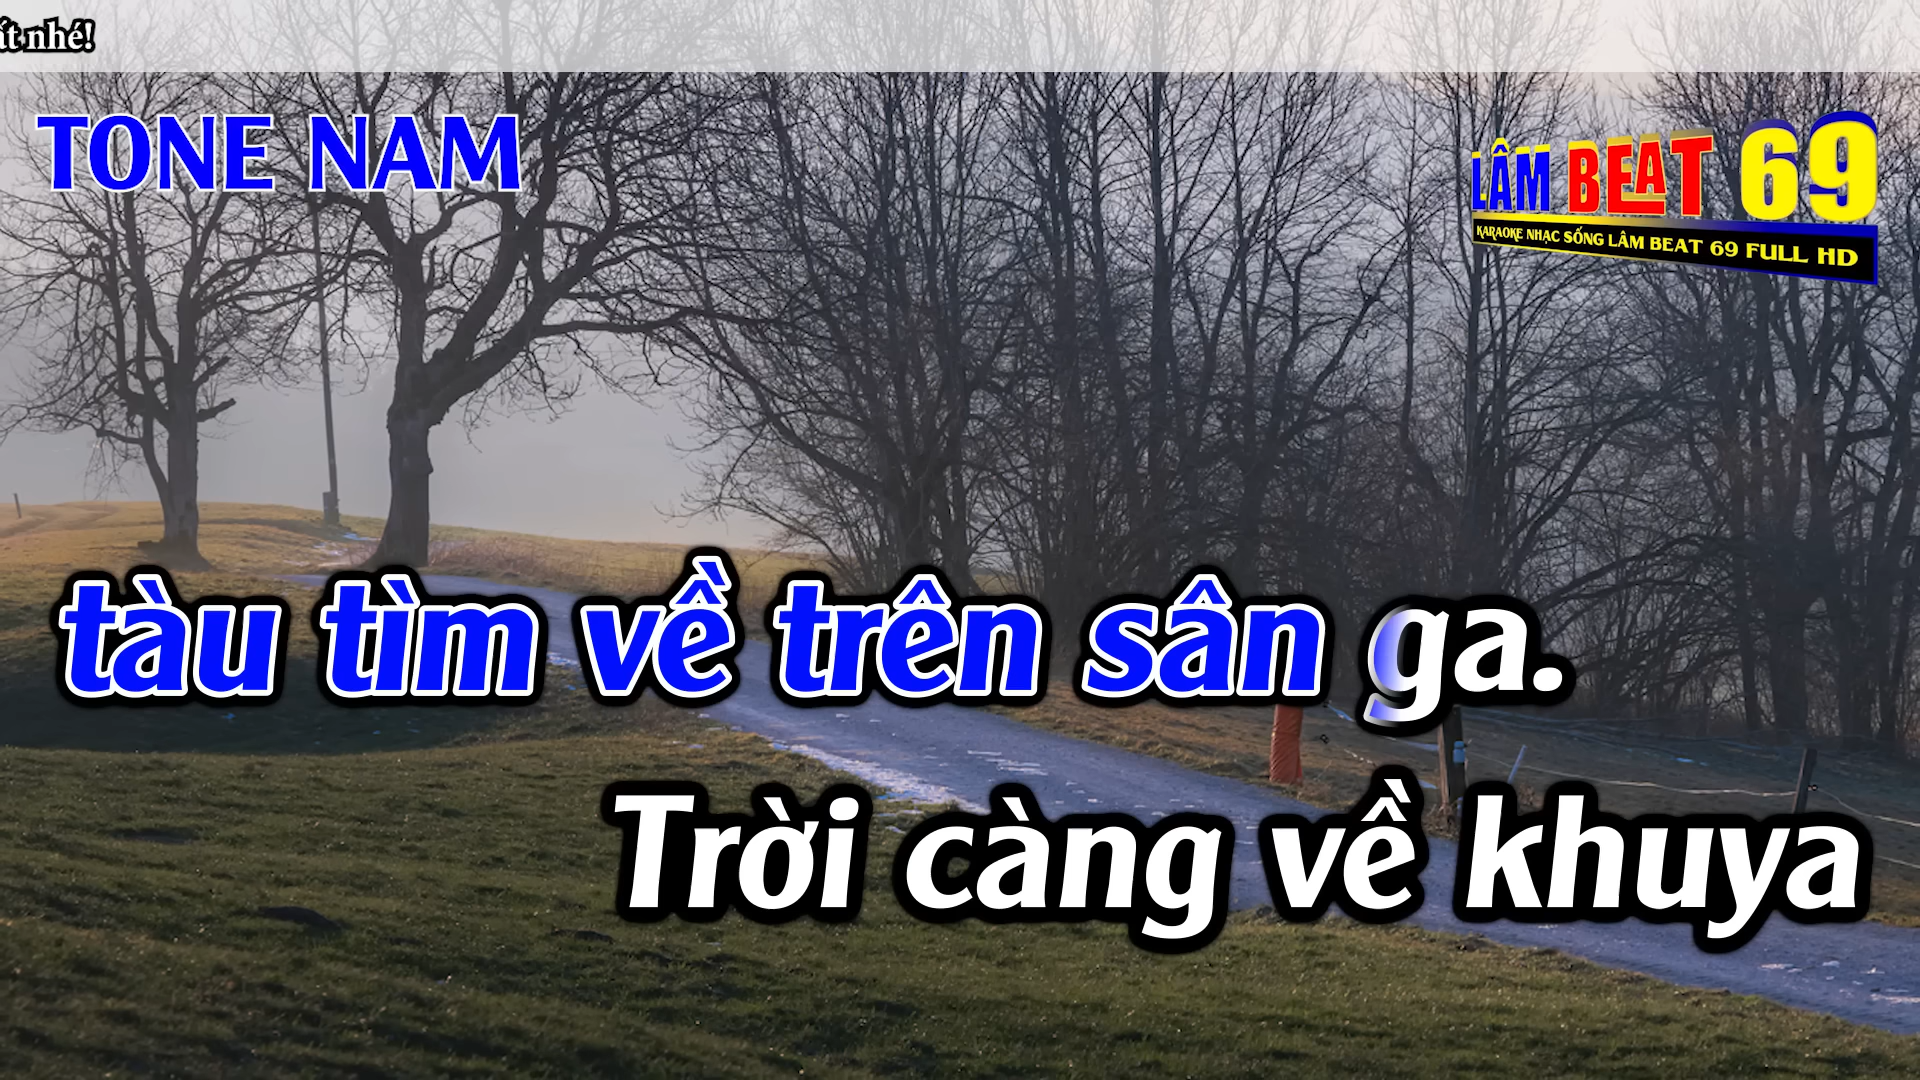 nhé!
TONE NAM
LÂM BEAT 69
KARAOKE NHẠC SỐNG LÂM BEAT 69 FULL HD
tàu tìm về trên sân ga.
Trời càng về khuya